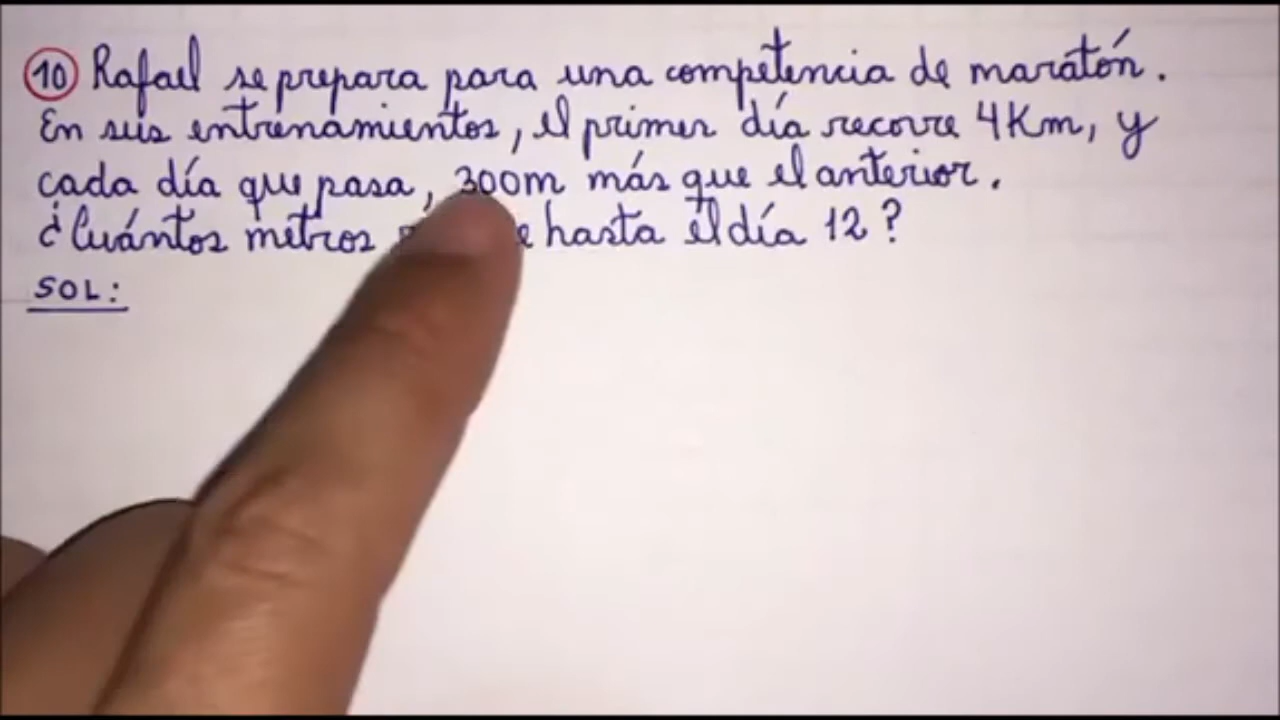 10 Rafael se prepara para una competencia de maratón.
En sus entrenamientos, el primer día recorre 4Km, y
cada día que pasa, 300m más que el anterior.
¿Cuántos metros hasta el día 12?
SOL: